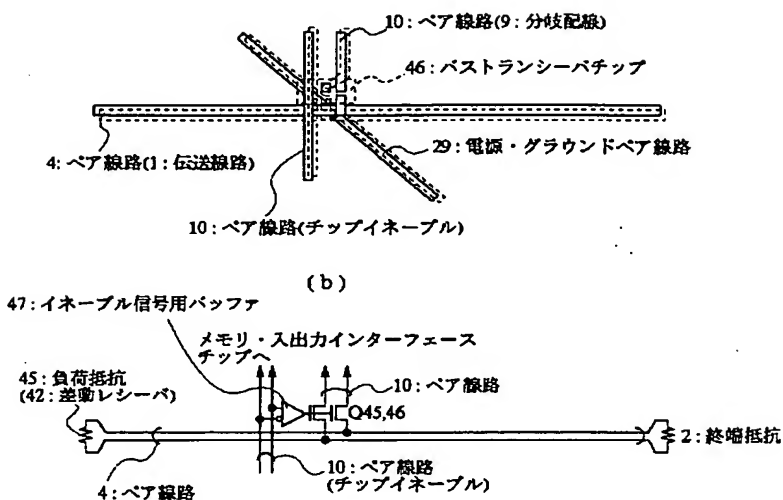 10：ペア線路(9：分岐配線)
46：バストランシーバチップ
4：ペア線路(1：伝送線路)
29：電源・グラウンドペア線路
10：ペア線路(チップイネーブル)
(b)
47：イネーブル信号用バッファ
メモリ・入出力インターフェース
チップへ
45：負荷抵抗
(42：差動レシーバ)
10：ペア線路
Q45,46
2：終端抵抗
10：ペア線路
(チップイネーブル)
4：ペア線路